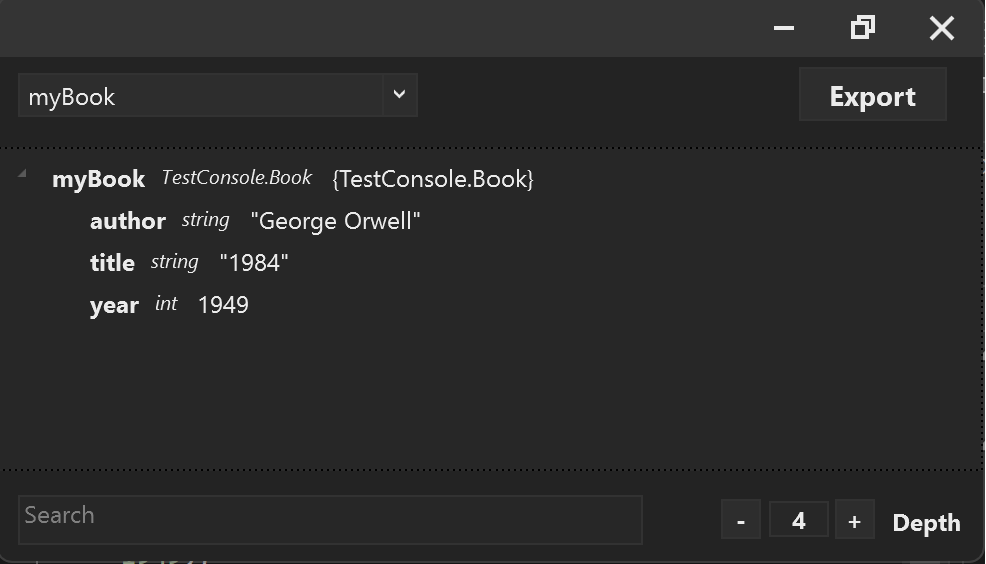 myBook
Export
myBook TestConsole.Book {TestConsole.Book}
author string "George Orwell"
title string "1984"
year int 1949
Search
- 4 + Depth